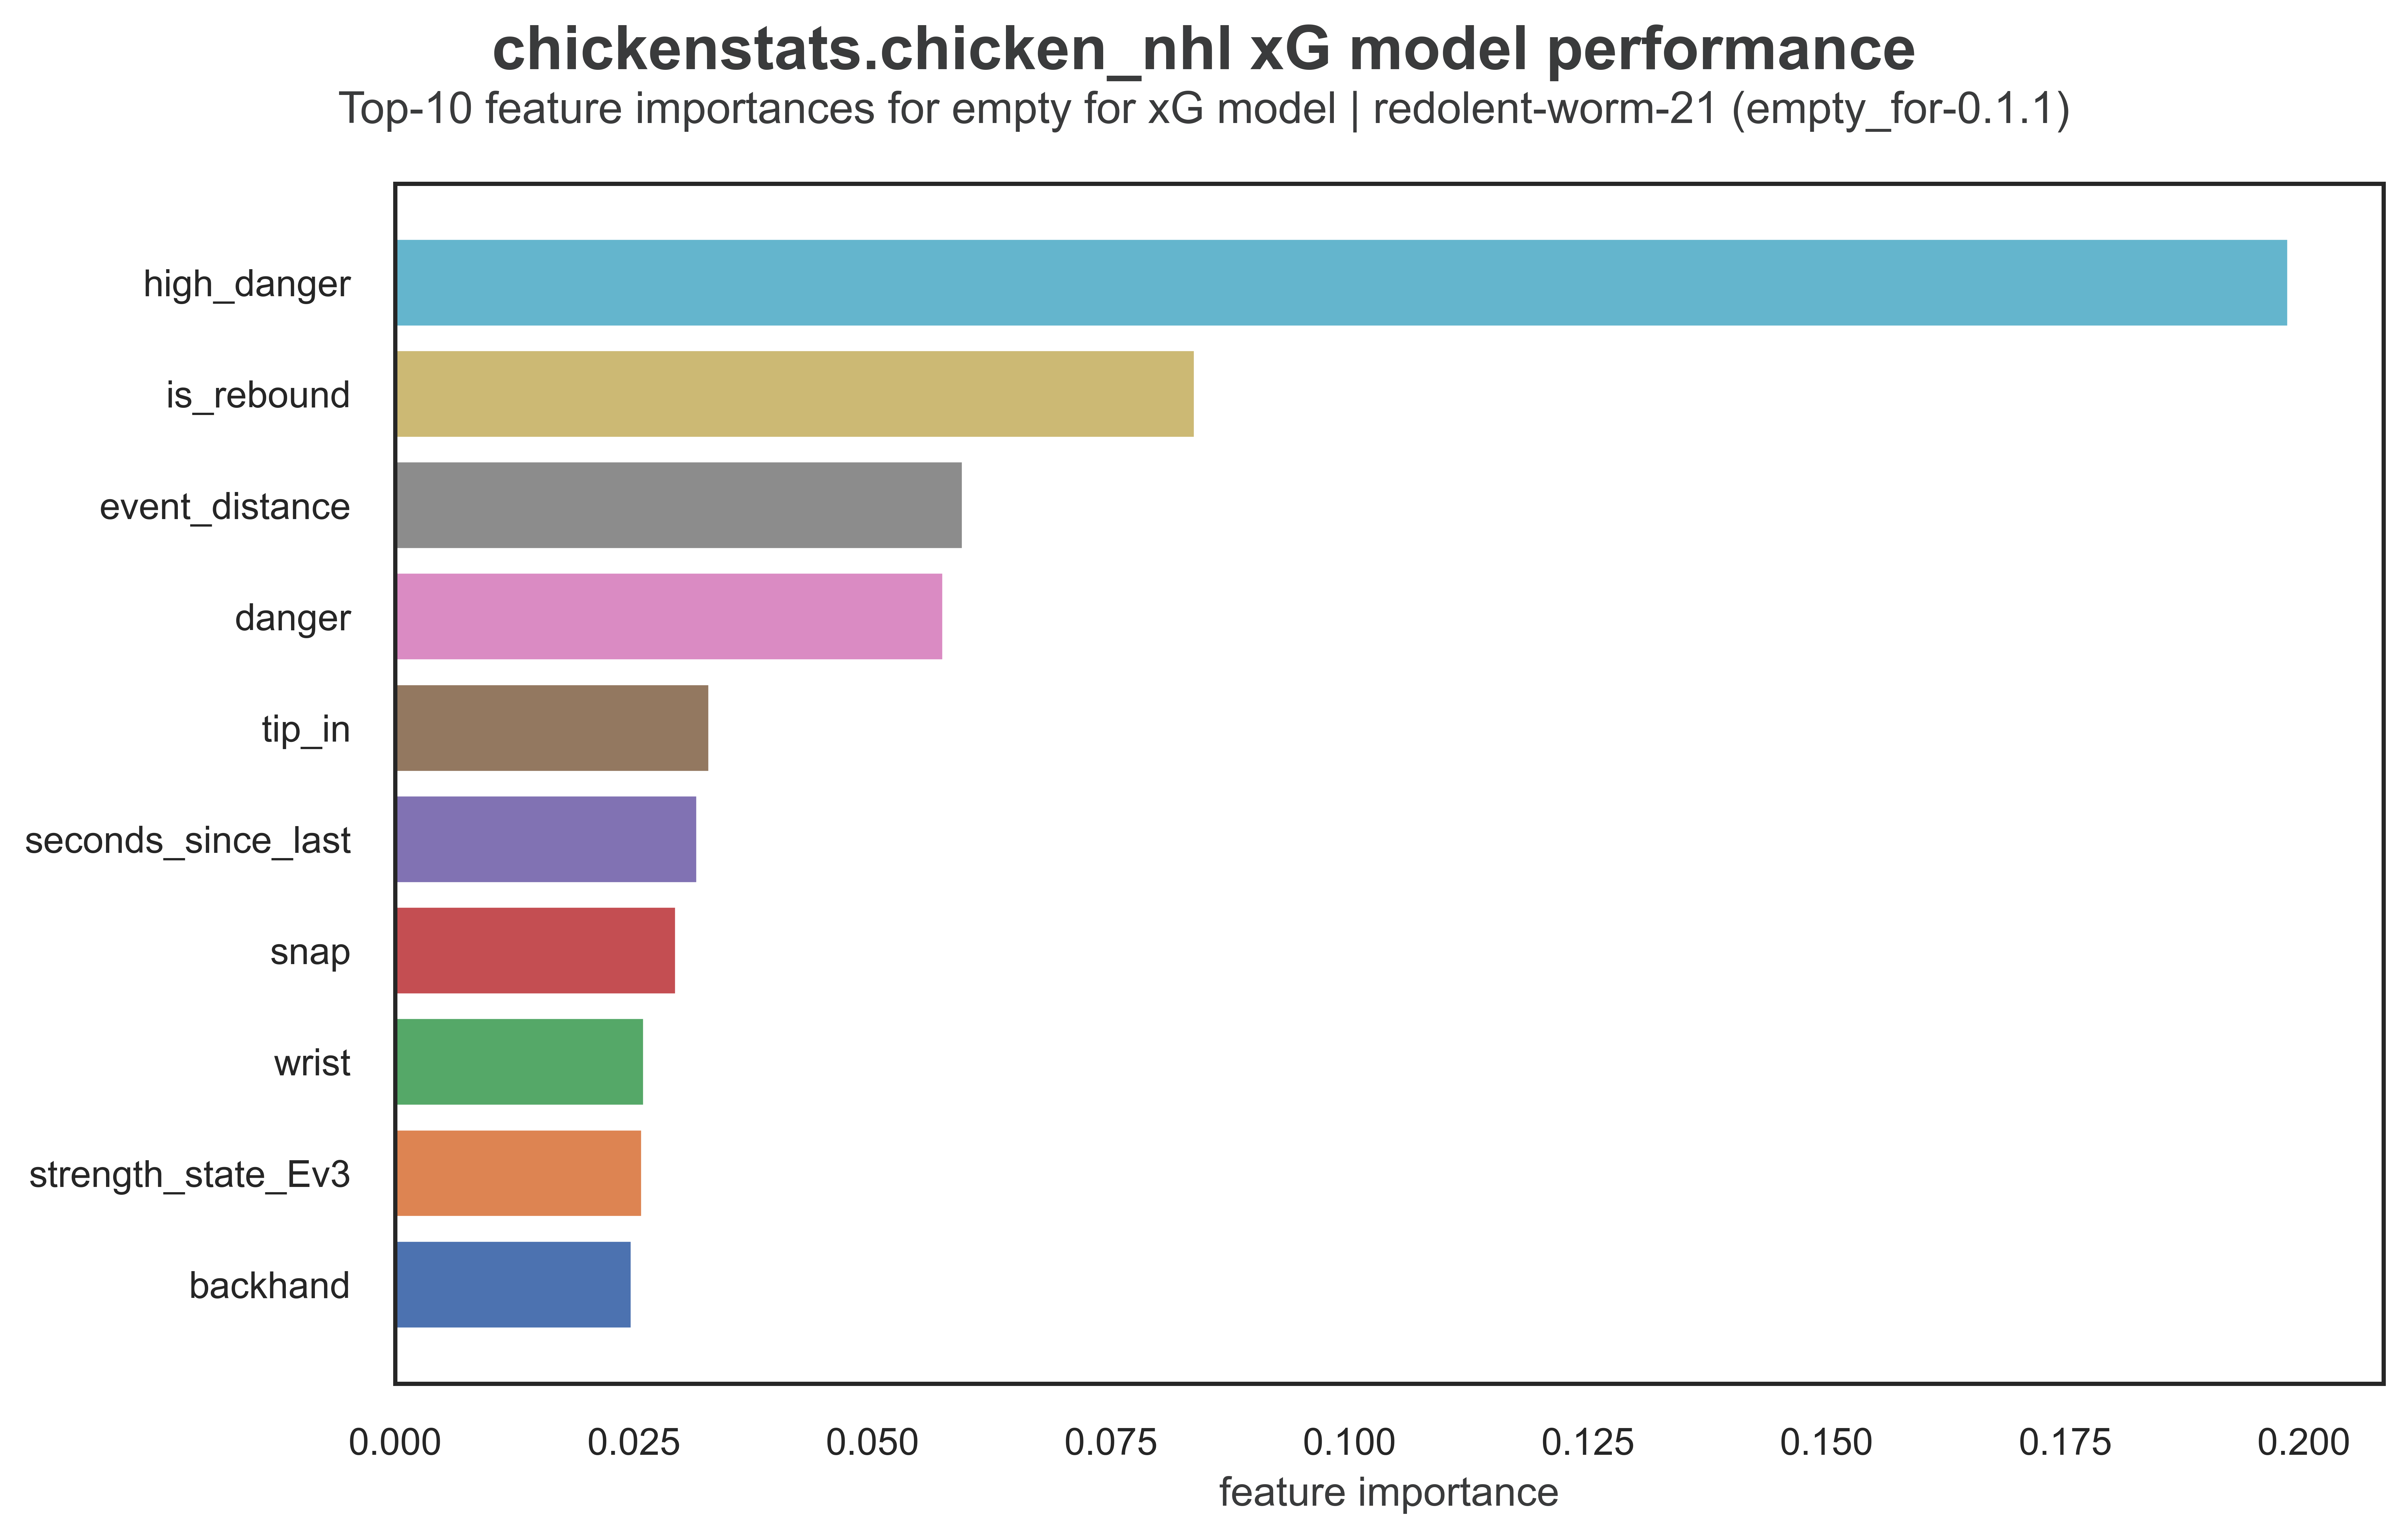 chickenstats.chicken_nhl xG model performance
Top-10 feature importances for empty for xG model | redolent-worm-21 (empty_for-0.1.1)
high_danger
is_rebound
event_distance
danger
tip_in
seconds_since_last
snap
wrist
strength_state_Ev3
backhand
0.000 0.025 0.050 0.075 0.100 0.125 0.150 0.175 0.200
feature importance